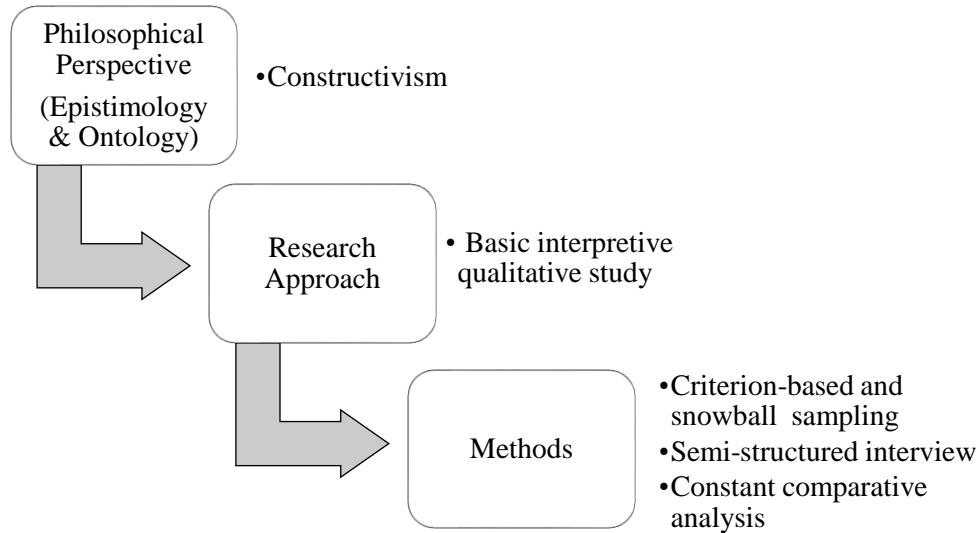 Philosophical
Perspective
(Epistimology
& Ontology)
•Constructivism
Research
Approach
• Basic interpretive
qualitative study
Methods
•Criterion-based and
snowball sampling
•Semi-structured interview
•Constant comparative
analysis